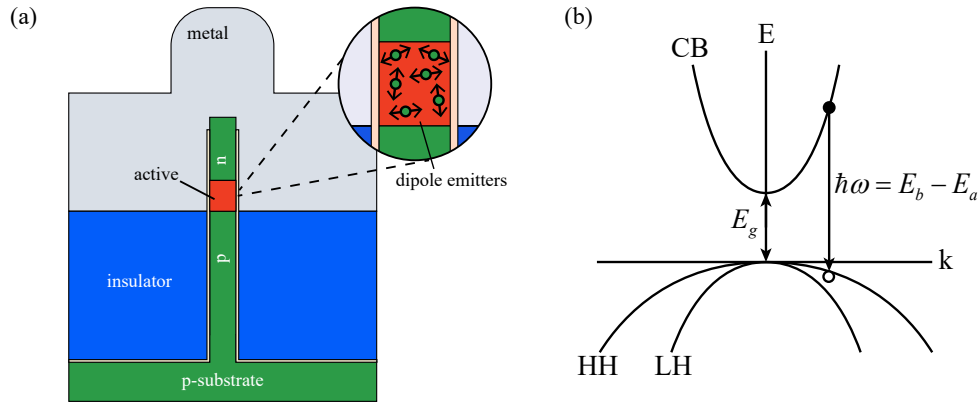 (a)
metal
n
active
dipole emitters
p
insulator
p-substrate
(b)
CB
E
ħω = E_b − E_a
E_g
k
HH
LH